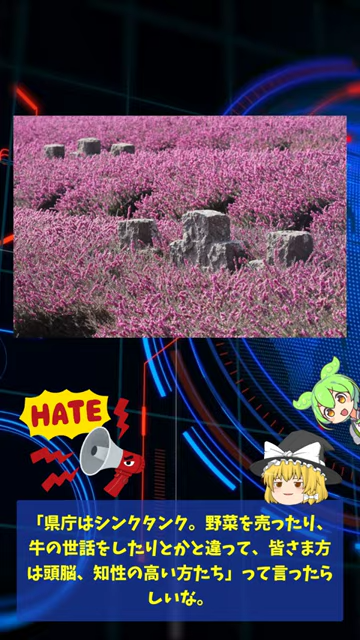 HATE
「県庁はシンクタンク。野菜を売ったり、
牛の世話をしたりとかと違って、皆さま方
は頭脳、知性の高い方たち」って言ったら
しいな。